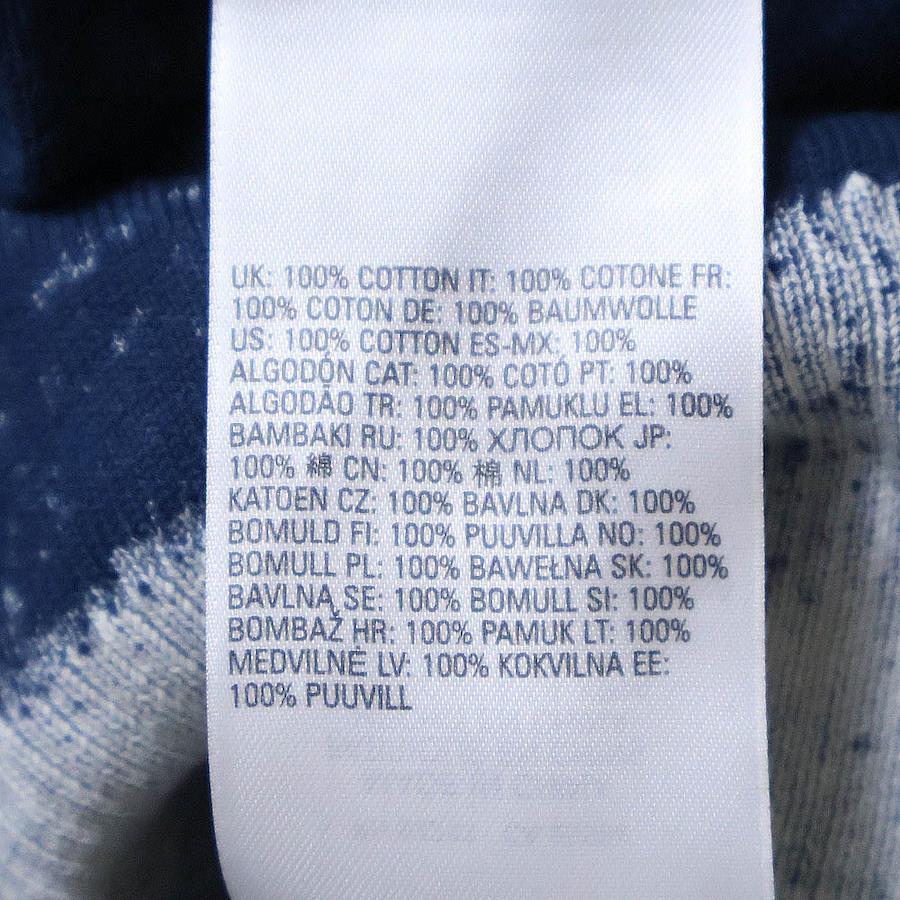 UK: 100% COTTON IT: 100% COTONE FR:
100% COTON DE: 100% BAUMWOLLE
US: 100% COTTON ES-MX: 100%
ALGODÓN CAT: 100% COTÓ PT: 100%
ALGODÃO TR: 100% PAMUKLU EL: 100%
BAMBAKI RU: 100% ХЛОПОК JP:
100% 綿 CN: 100% 棉 NL: 100%
KATOEN CZ: 100% BAVLNA DK: 100%
BOMULD FI: 100% PUUVILLA NO: 100%
BOMULL PL: 100% BAWEŁNA SK: 100%
BAVLNA SE: 100% BOMULL SI: 100%
BOMBAŽ HR: 100% PAMUK LT: 100%
MEDVILNĖ LV: 100% KOKVILNA EE:
100% PUUVILL